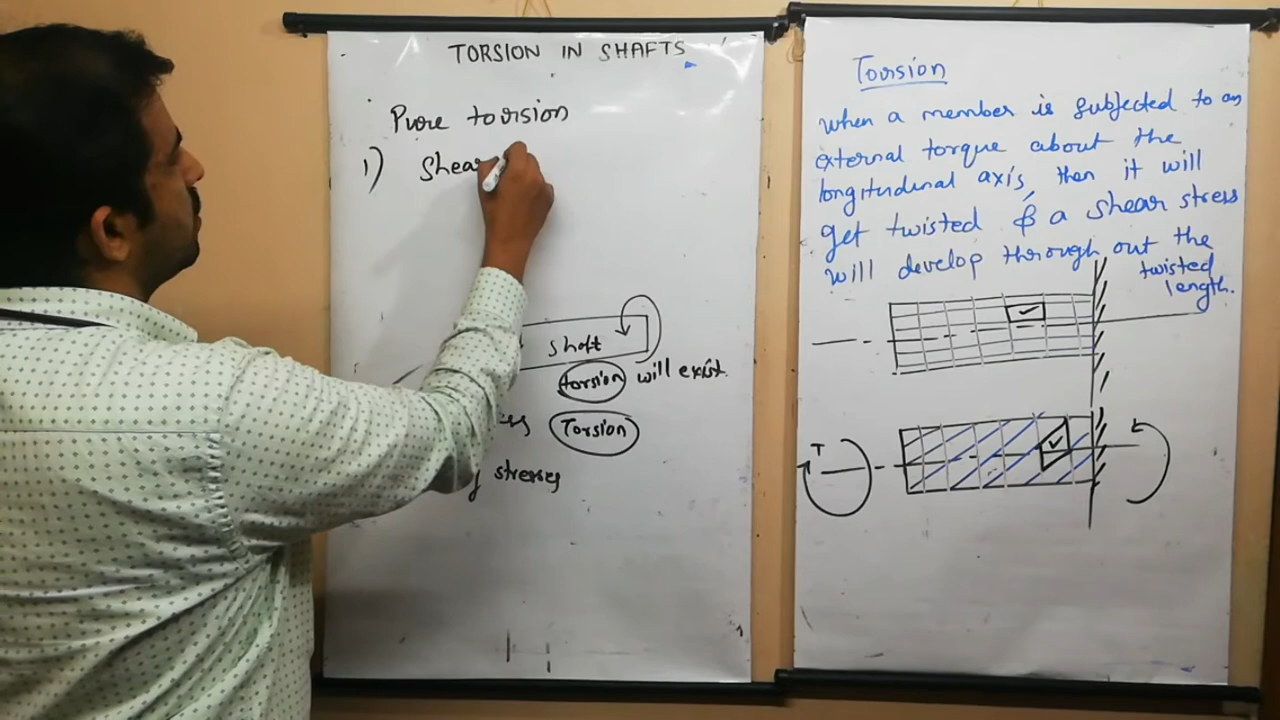 TORSION IN SHAFTS
Pure torsion
1) Shear
shaft
torsion will exist
Torsion
stresses
Torsion
When a member is subjected to an
external torque about the
longitudinal axis, then it will
get twisted & a shear stress
will develop through out the
twisted
length.
T